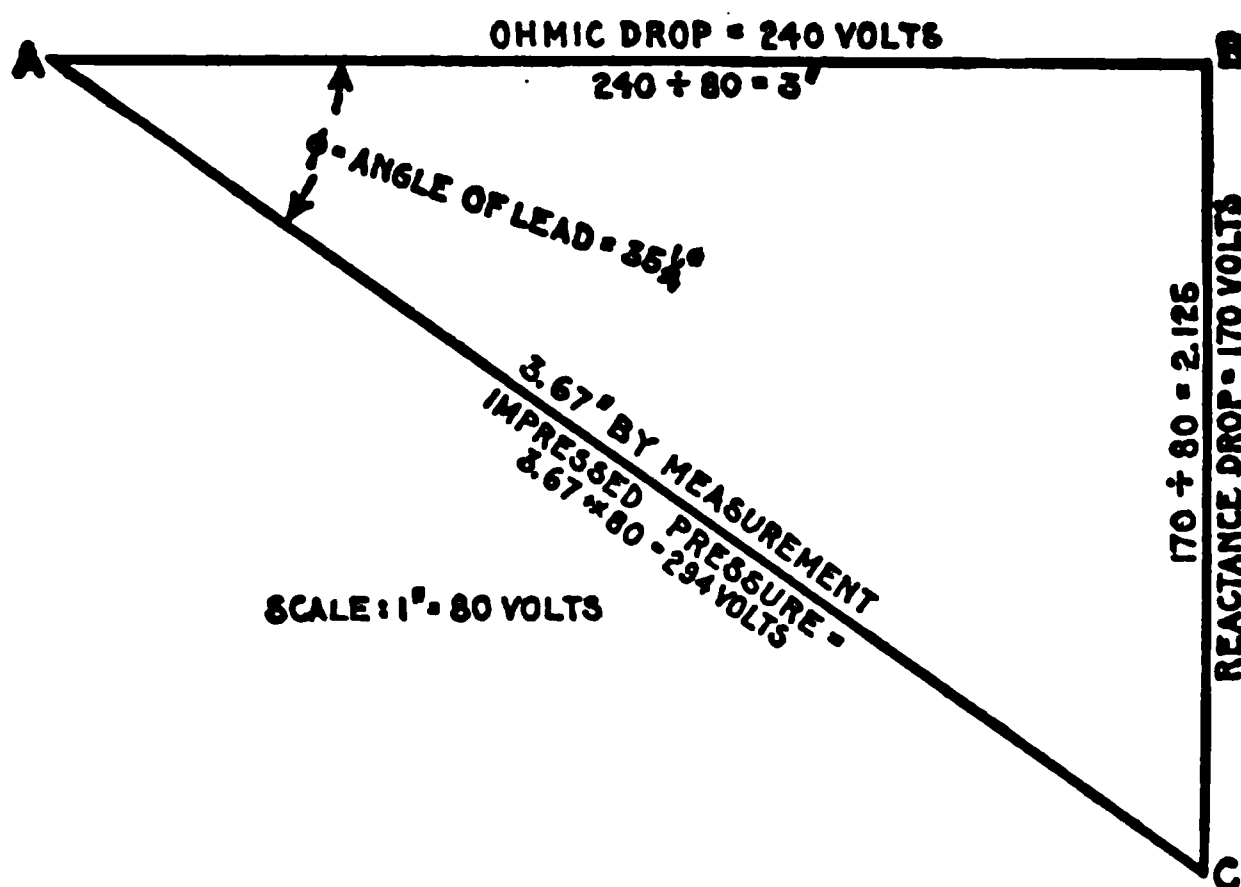 OHMIC DROP = 240 VOLTS
A
B
240 ÷ 80 = 3"
ϕ = ANGLE OF LEAD = 35¼°
3.67" BY MEASUREMENT
IMPRESSED PRESSURE =
3.67" × 80 = 294 VOLTS
170 ÷ 80 = 2.125
REACTANCE DROP = 170 VOLTS
SCALE: 1" = 80 VOLTS
C